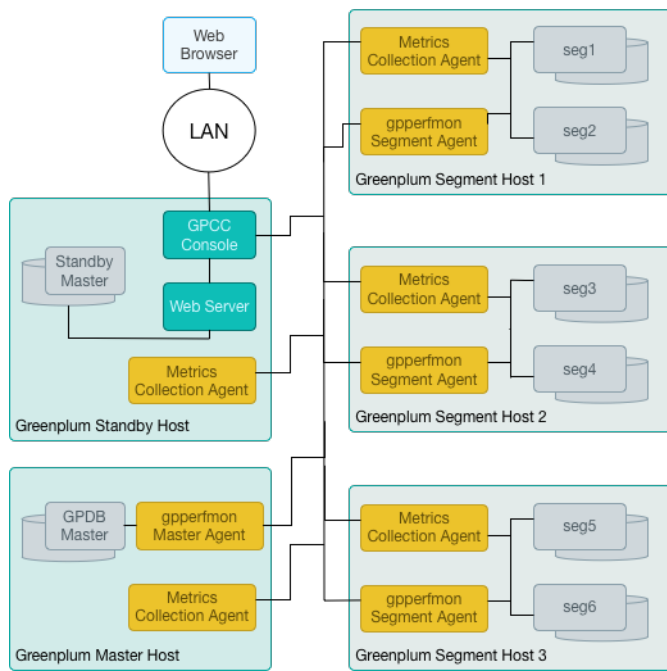 Web
Browser
LAN
GPCC
Console
Standby
Master
Web Server
Metrics
Collection Agent
Greenplum Standby Host
GPDB
Master
gpperfmon
Master Agent
Metrics
Collection Agent
Greenplum Master Host
Metrics
Collection Agent
seg1
gpperfmon
Segment Agent
seg2
Greenplum Segment Host 1
Metrics
Collection Agent
seg3
gpperfmon
Segment Agent
seg4
Greenplum Segment Host 2
Metrics
Collection Agent
seg5
gpperfmon
Segment Agent
seg6
Greenplum Segment Host 3